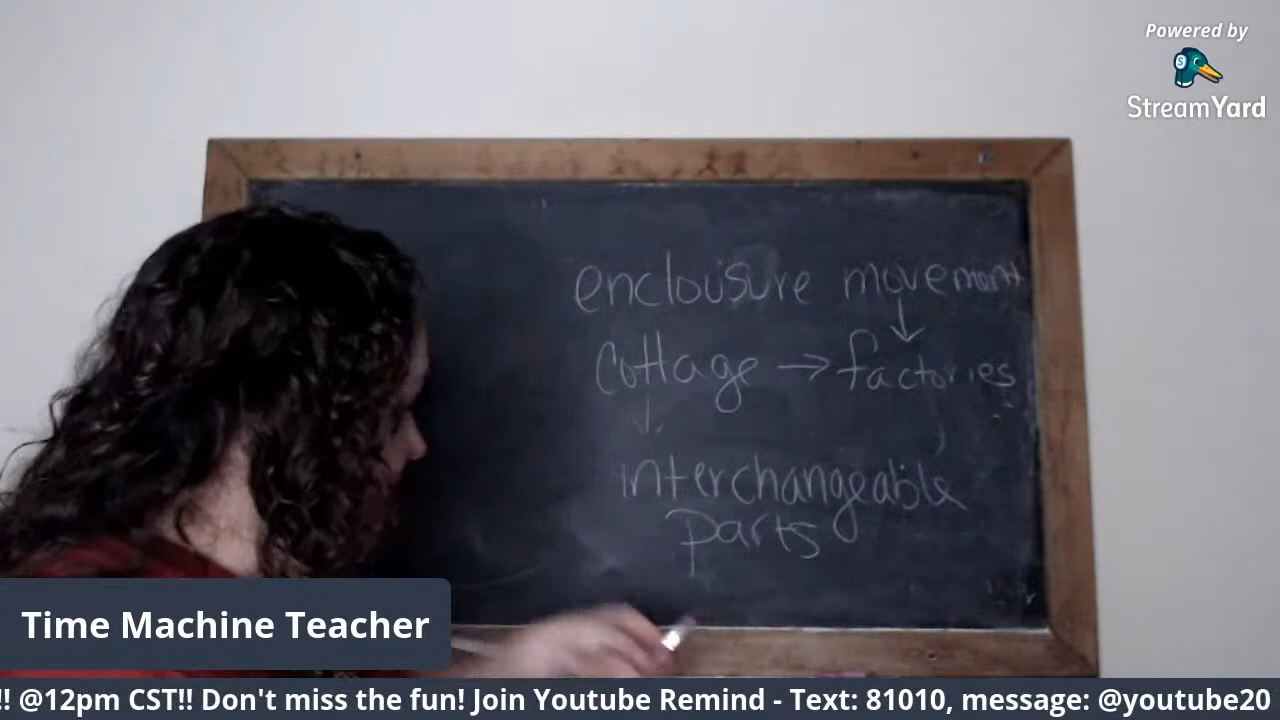 Powered by
StreamYard
enclousure movement
Cottage → factories
interchangeable
parts
Time Machine Teacher
!! @12pm CST!! Don't miss the fun! Join Youtube Remind - Text: 81010, message: @youtube20